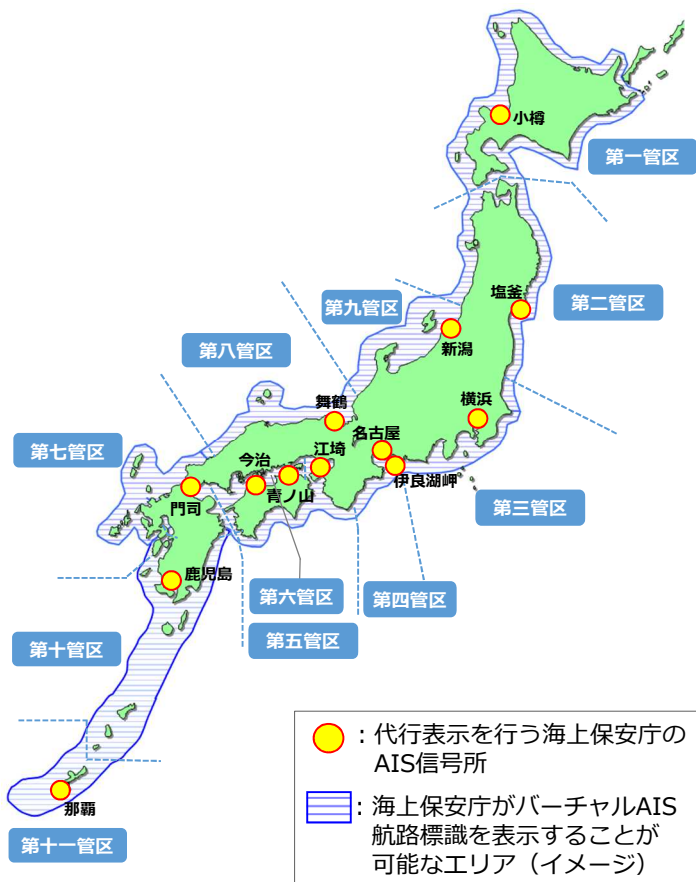 小樽
第一管区
塩釜
第九管区
第二管区
新潟
第八管区
横浜
舞鶴
名古屋
江埼
伊良湖岬
第七管区
今治
青ノ山
門司
第三管区
鹿児島
第六管区
第四管区
第五管区
第十管区
那覇
第十一管区
：代行表示を行う海上保安庁の
AIS信号所
：海上保安庁がバーチャルAIS
航路標識を表示することが
可能なエリア（イメージ）